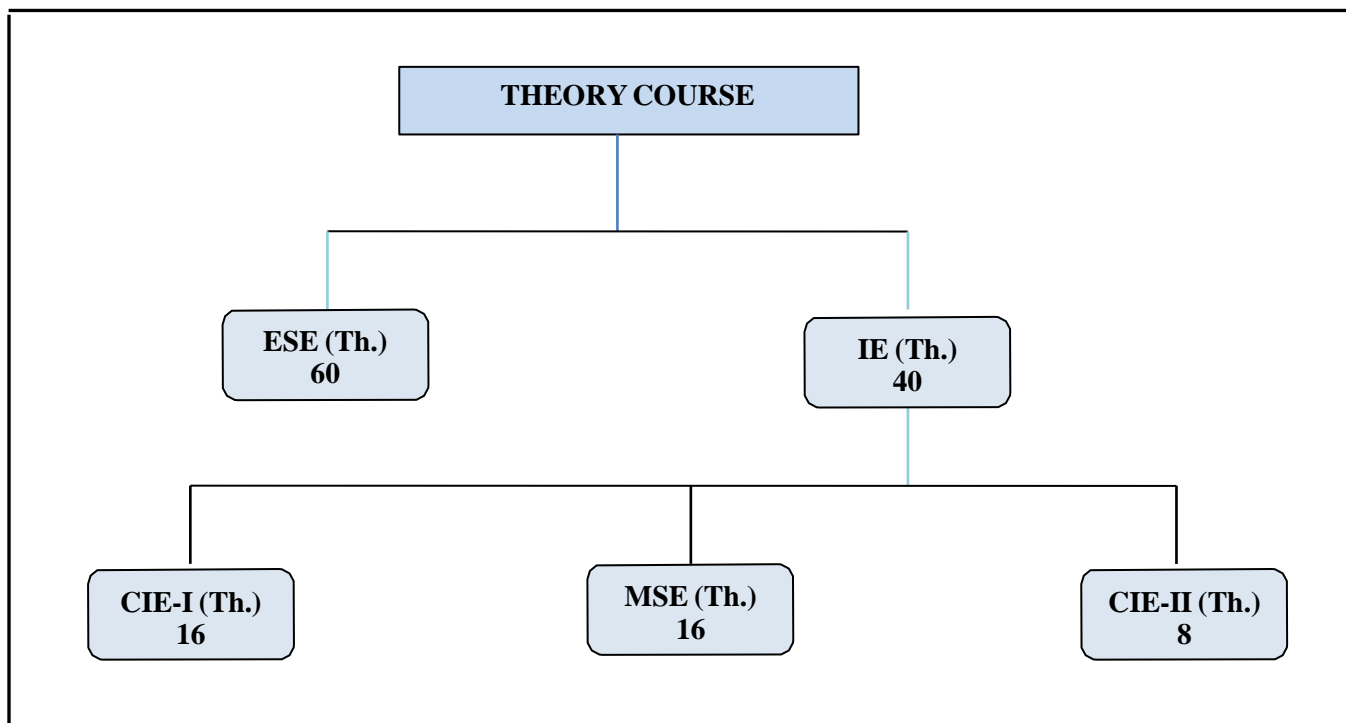 THEORY COURSE
ESE (Th.)
60
IE (Th.)
40
CIE-I (Th.)
16
MSE (Th.)
16
CIE-II (Th.)
8